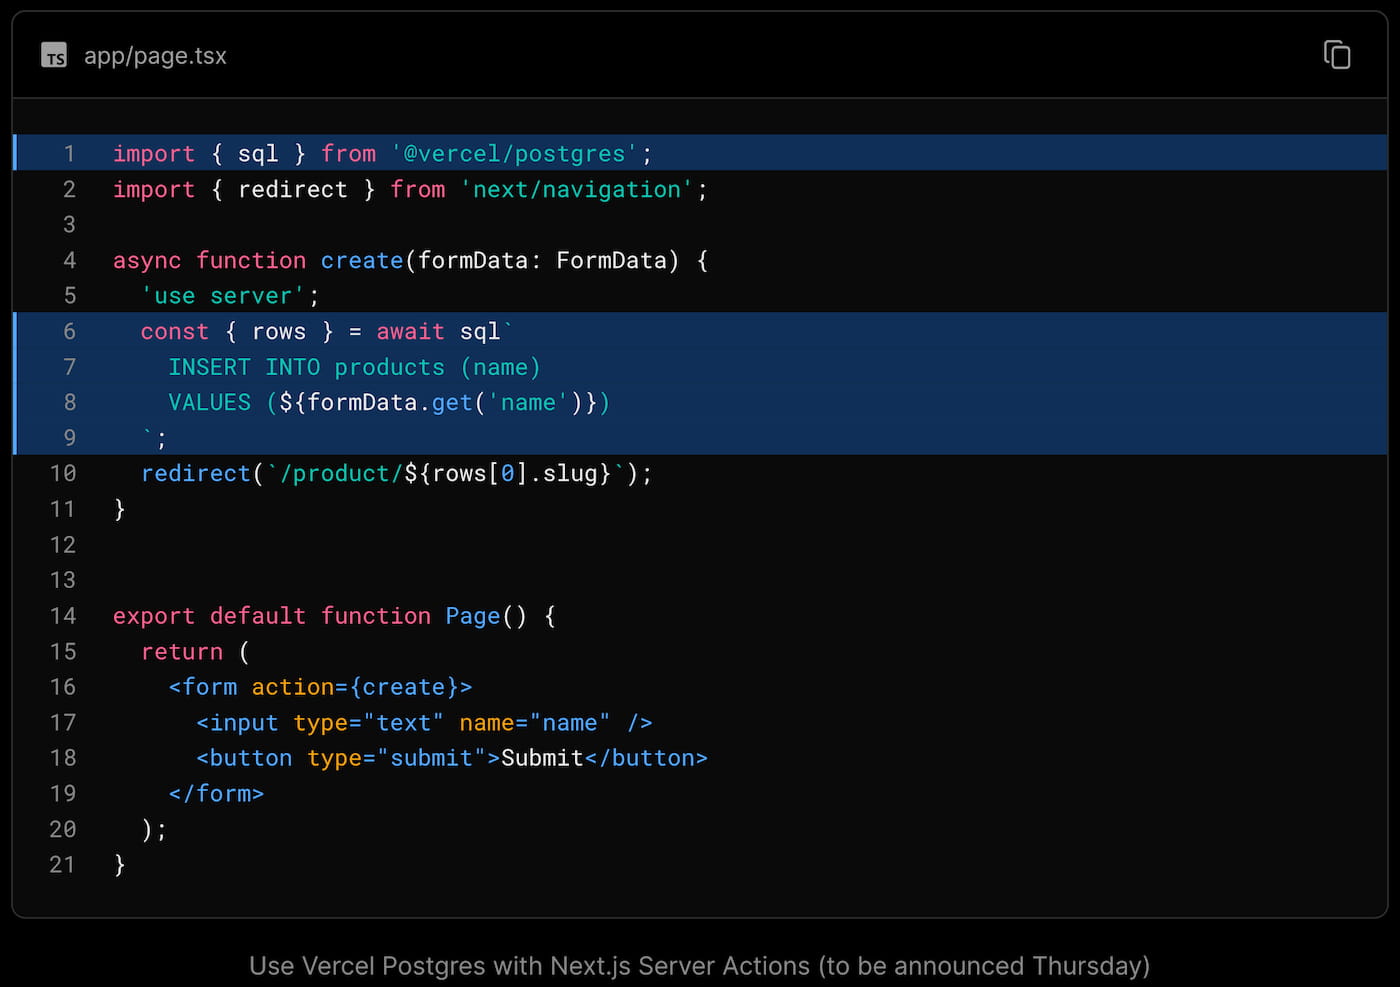 TS app/page.tsx
1 import { sql } from '@vercel/postgres';
2 import { redirect } from 'next/navigation';
3
4 async function create(formData: FormData) {
5   'use server';
6   const { rows } = await sql`
7     INSERT INTO products (name)
8     VALUES (${formData.get('name')})
9   `;
10   redirect(`/product/${rows[0].slug}`);
11 }
12
13
14 export default function Page() {
15   return (
16     <form action={create}>
17       <input type="text" name="name" />
18       <button type="submit">Submit</button>
19     </form>
20   );
21 }
Use Vercel Postgres with Next.js Server Actions (to be announced Thursday)